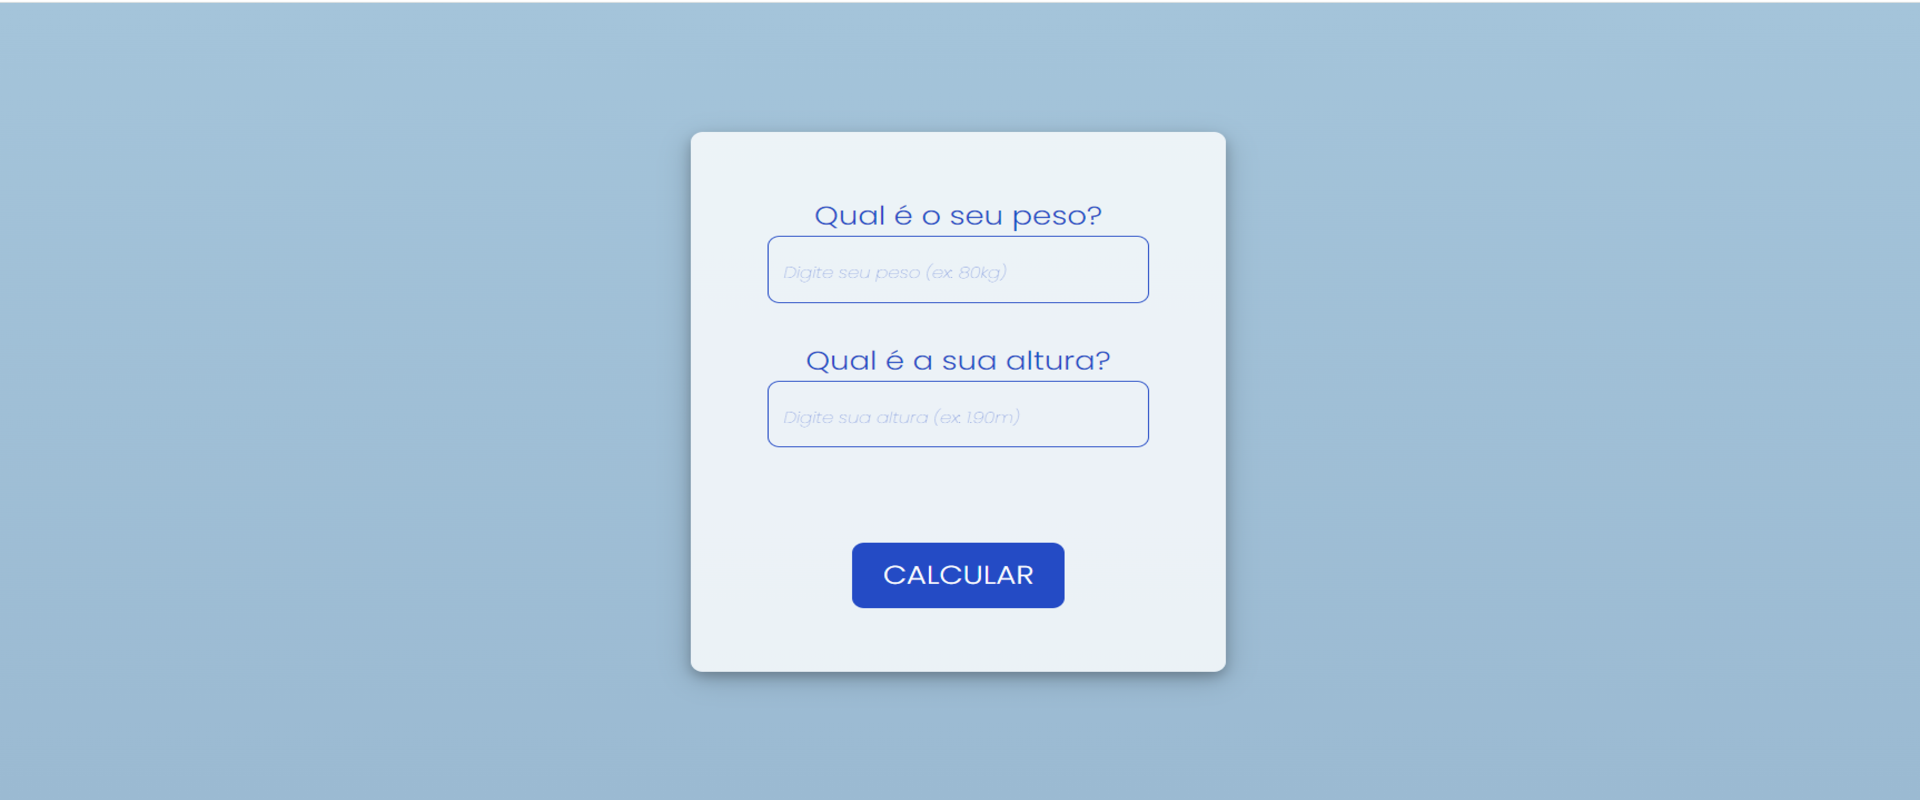 Qual é o seu peso?
Digite seu peso (ex: 80kg)
Qual é a sua altura?
Digite sua altura (ex: 1.90m)
CALCULAR